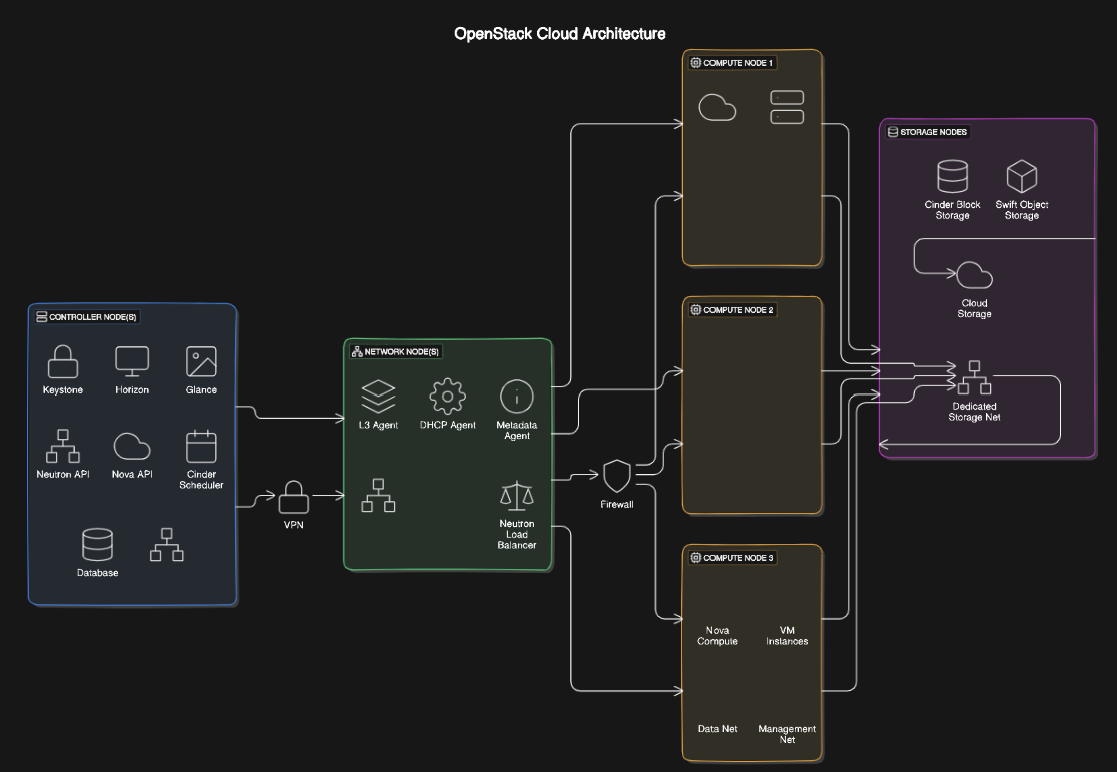 OpenStack Cloud Architecture
COMPUTE NODE 1
STORAGE NODES
Cinder Block
Storage
Swift Object
Storage
Cloud
Storage
Dedicated
Storage Net
CONTROLLER NODE(S)
Keystone
Horizon
Glance
Neutron API
Nova API
Cinder
Scheduler
Database
VPN
NETWORK NODE(S)
L3 Agent
DHCP Agent
Metadata
Agent
Neutron
Load
Balancer
Firewall
COMPUTE NODE 2
COMPUTE NODE 3
Nova
Compute
VM
Instances
Data Net
Management
Net